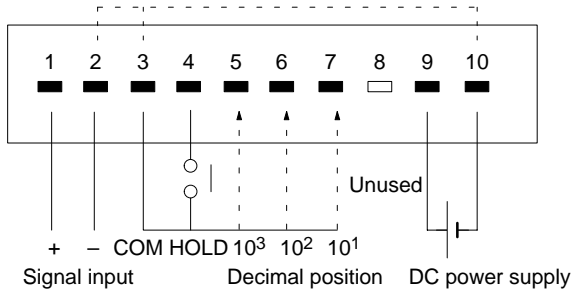 1 2 3 4 5 6 7 8 9 10
Unused
+ – COM HOLD 10³ 10² 10¹
Signal input Decimal position DC power supply